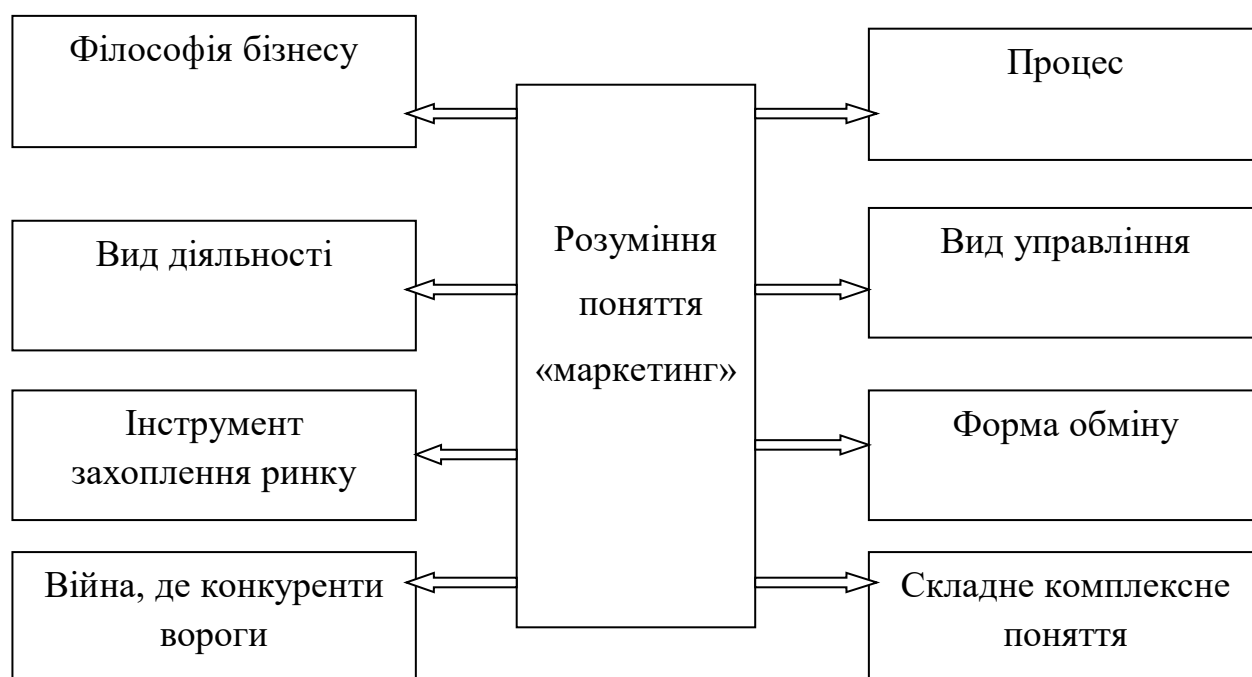 Філософія бізнесу
Вид діяльності
Інструмент
захоплення ринку
Війна, де конкуренти
вороги
Розуміння
поняття
«маркетинг»
Процес
Вид управління
Форма обміну
Складне комплексне
поняття